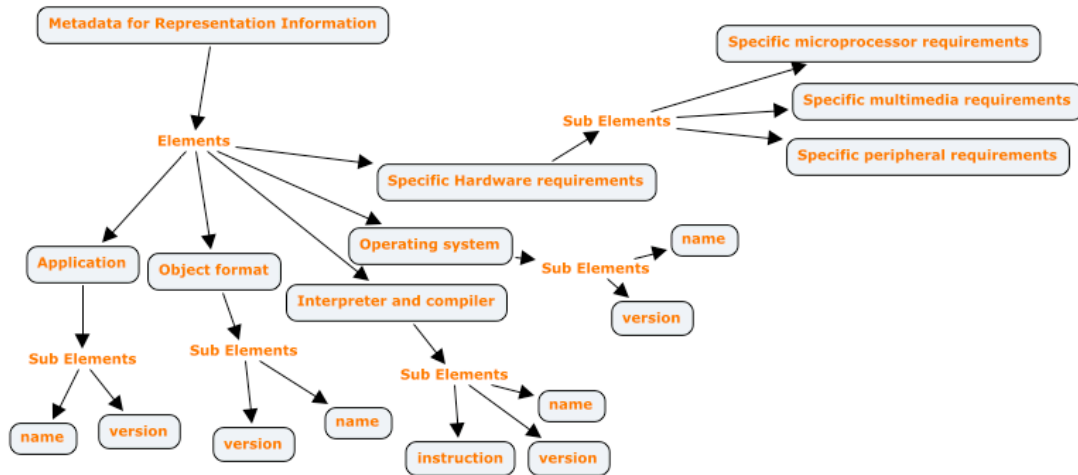 Metadata for Representation Information
Specific microprocessor requirements
Specific multimedia requirements
Sub Elements
Elements
Specific peripheral requirements
Specific Hardware requirements
name
Operating system
Application
Object format
Sub Elements
Interpreter and compiler
version
Sub Elements
Sub Elements
Sub Elements
name
name
version
name
version
instruction
version